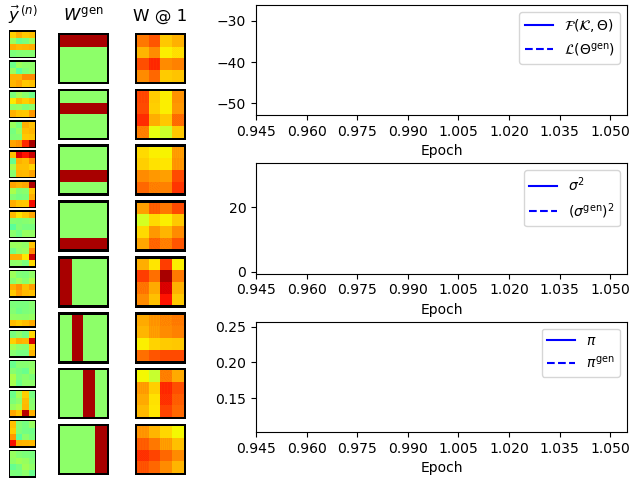 $\vec{y}^{(n)}$ $W^{\mathrm{gen}}$ W @ 1
−30
−40
−50
$\mathcal{F}(\mathcal{K}, \Theta)$
$\mathcal{L}(\Theta^{\mathrm{gen}})$
0.945 0.960 0.975 0.990 1.005 1.020 1.035 1.050
Epoch
20
0
$\sigma^2$
$(\sigma^{\mathrm{gen}})^2$
0.945 0.960 0.975 0.990 1.005 1.020 1.035 1.050
Epoch
0.25
0.20
0.15
$\pi$
$\pi^{\mathrm{gen}}$
0.945 0.960 0.975 0.990 1.005 1.020 1.035 1.050
Epoch